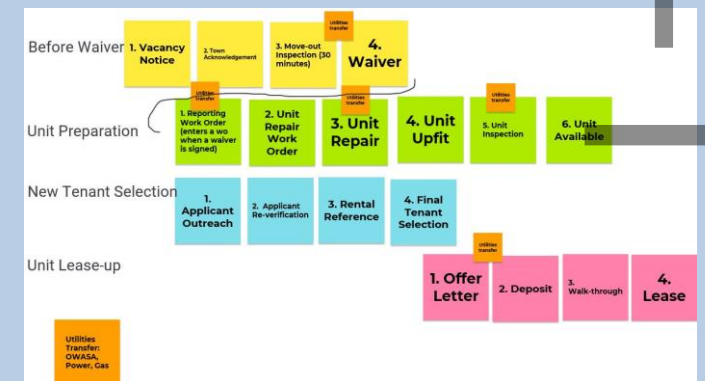 Utilities
transfer
Before Waiver
1. Vacancy
Notice
2. Town
Acknowledgement
3. Move-out
Inspection (30
minutes)
4.
Waiver
Utilities
transfer
Utilities
transfer
Utilities
transfer
Unit Preparation
1. Reporting
Work Order
(enters a wo
when a waiver
is signed)
2. Unit
Repair
Work
Order
3. Unit
Repair
4. Unit
Upfit
5. Unit
Inspection
6. Unit
Available
New Tenant Selection
1.
Applicant
Outreach
2. Applicant
Re-verification
3. Rental
Reference
4. Final
Tenant
Selection
Utilities
transfer
Unit Lease-up
1. Offer
Letter
2. Deposit
3.
Walk-through
4.
Lease
Utilities
Transfer:
OWASA,
Power, Gas